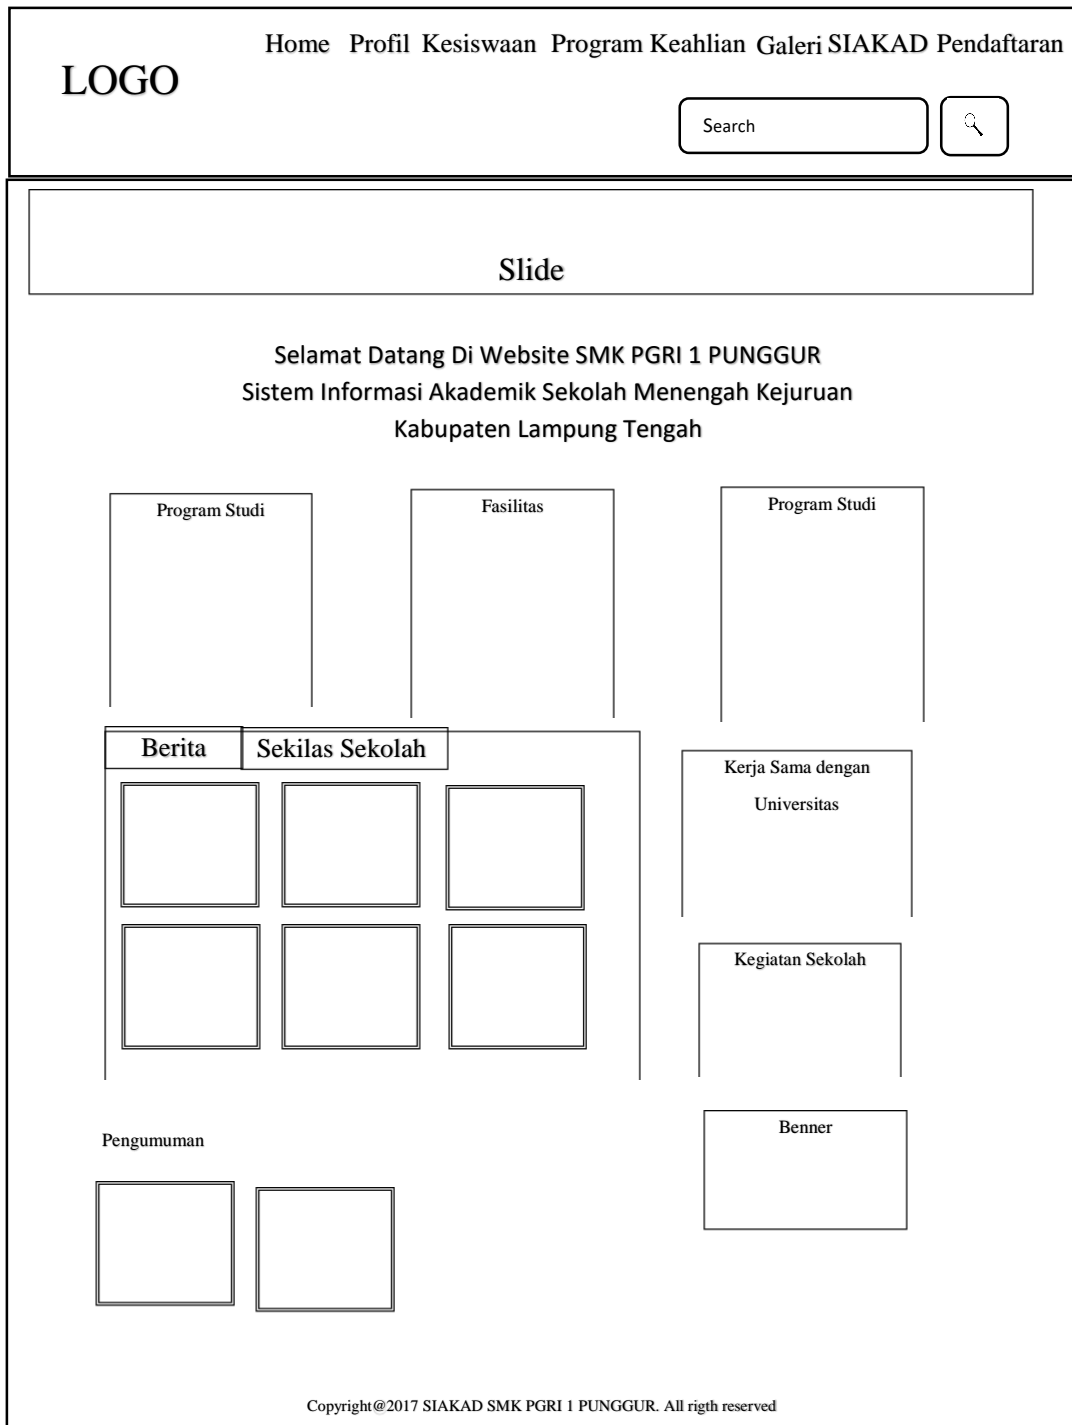 Home Profil Kesiswaan Program Keahlian Galeri SIAKAD Pendaftaran
LOGO
Search
Slide
Selamat Datang Di Website SMK PGRI 1 PUNGGUR
Sistem Informasi Akademik Sekolah Menengah Kejuruan
Kabupaten Lampung Tengah
Program Studi
Fasilitas
Program Studi
Berita
Sekilas Sekolah
Kerja Sama dengan
Universitas
Kegiatan Sekolah
Pengumuman
Benner
Copyright@2017 SIAKAD SMK PGRI 1 PUNGGUR. All rigth reserved